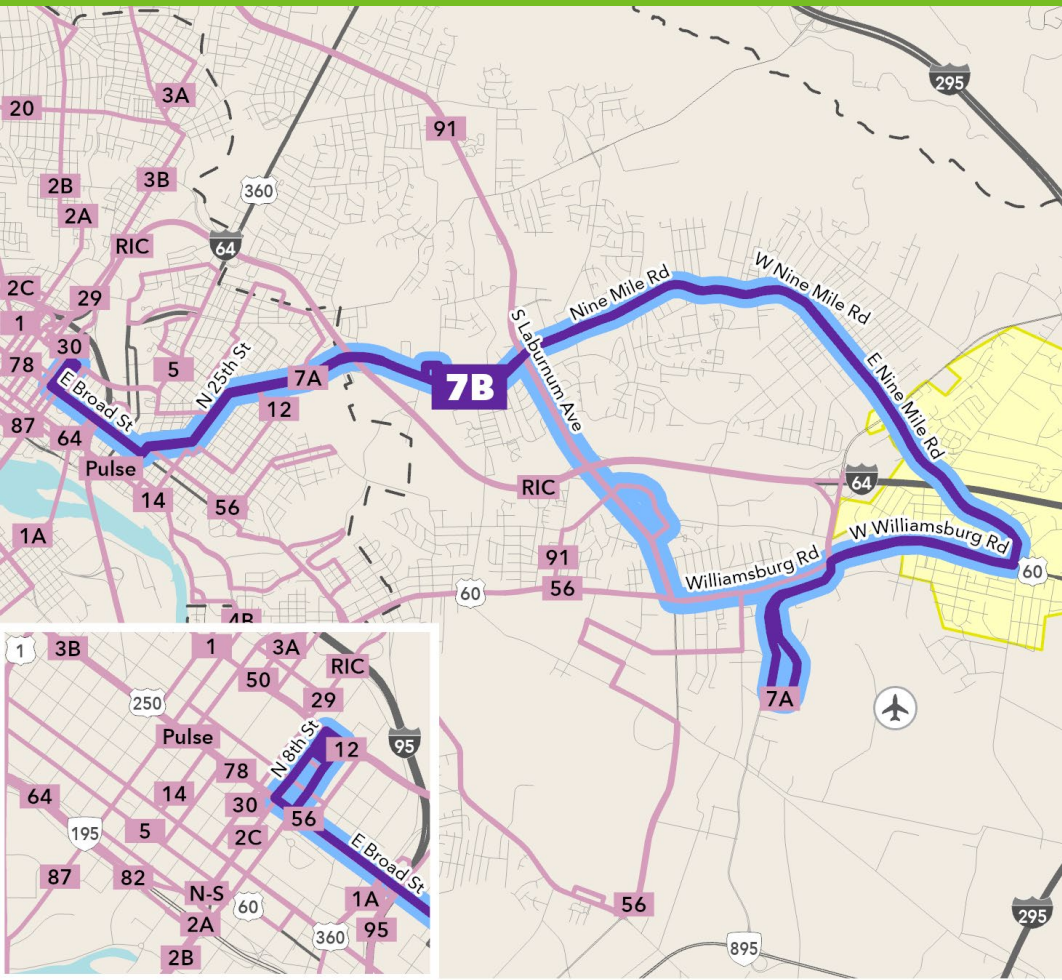 295
3A
20
91
3B
2B
360
2A
RIC
64
W Nine Mile Rd
2C
29
Nine Mile Rd
1
S Laburnum Ave
30
78
5
N 25th St
7A
E Nine Mile Rd
E Broad St
7B
12
87
64
Pulse
RIC
64
14
56
1A
W Williamsburg Rd
91
Williamsburg Rd
60
56
60
4B
7A
56
895
295
1
3B
1
3A
RIC
50
29
250
Pulse
N 8th St
12
95
78
64
14
30
56
195
5
2C
E Broad St
87
82
N-S
60
1A
2A
360
95
2B